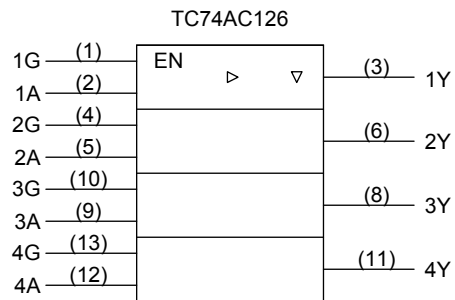 TC74AC126
1G (1) EN (3) 1Y
1A (2)
2G (4) (6) 2Y
2A (5)
3G (10) (8) 3Y
3A (9)
4G (13) (11) 4Y
4A (12)